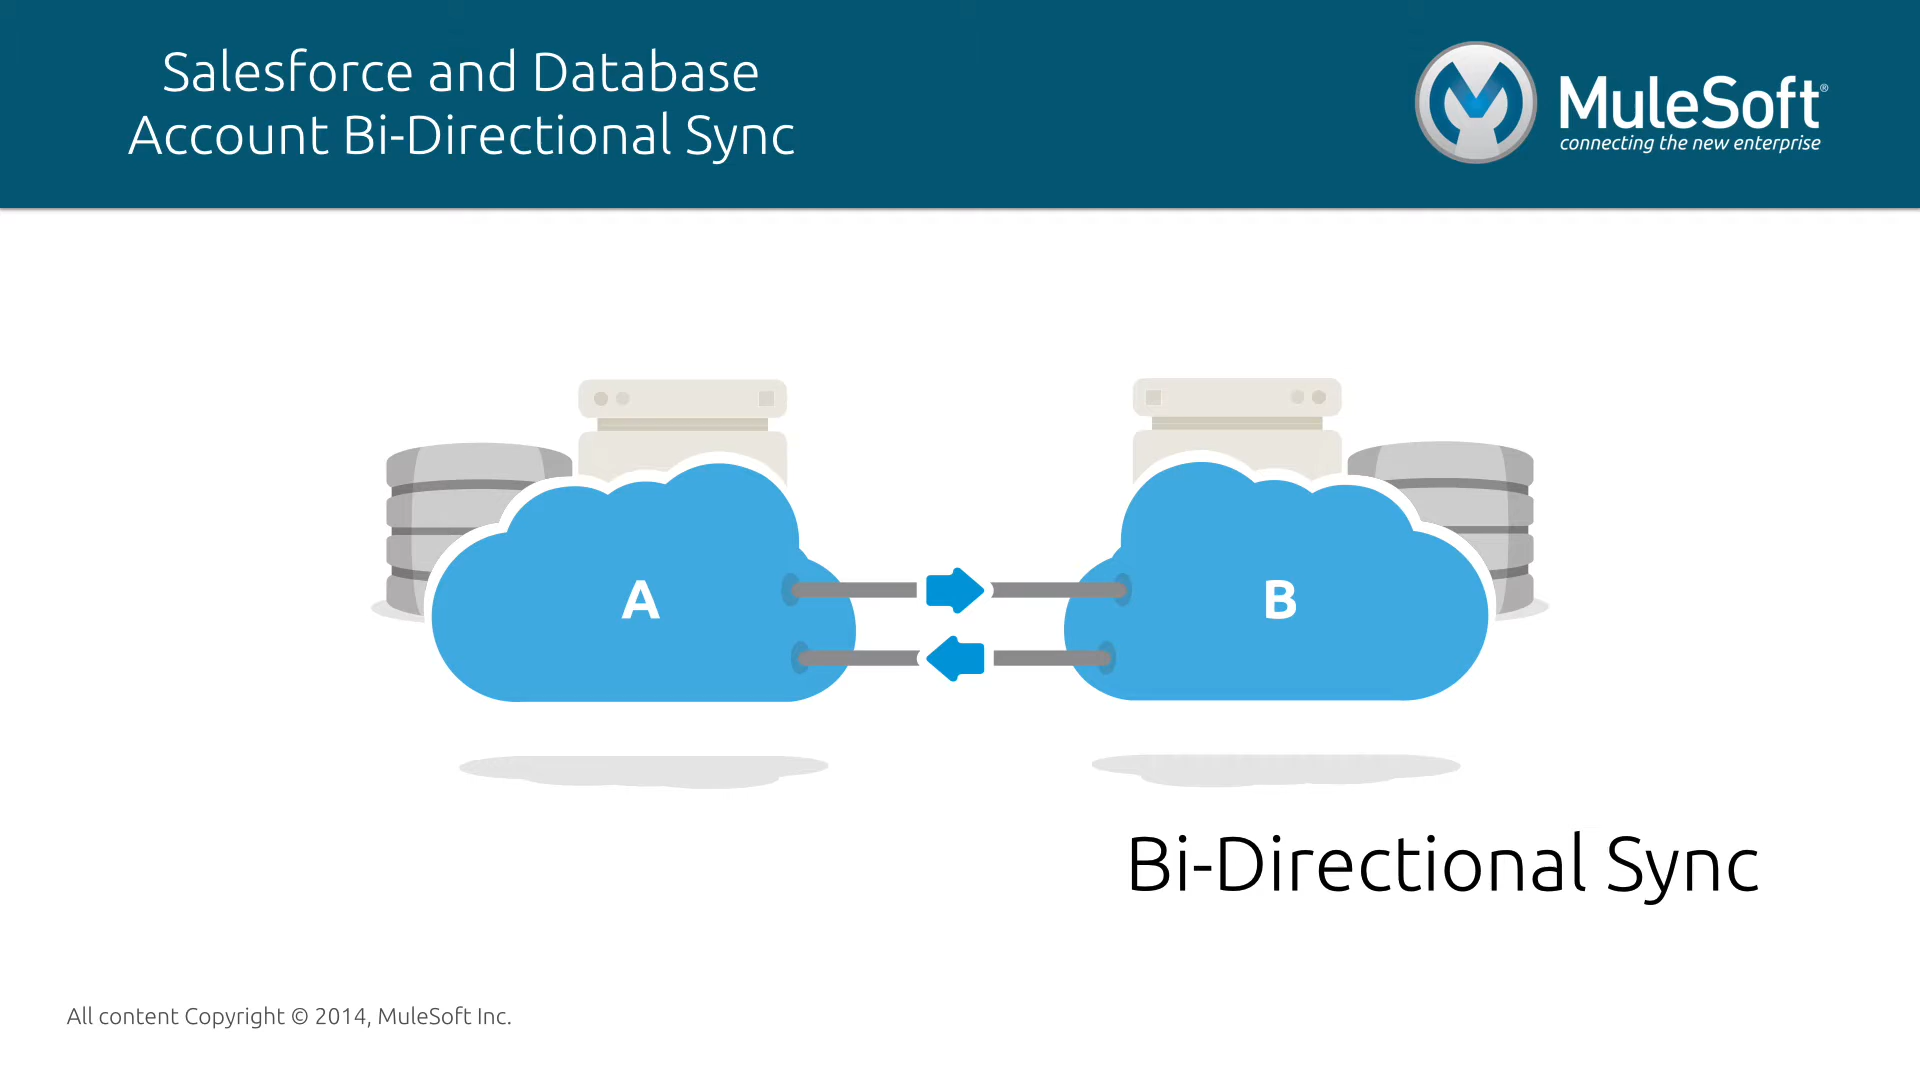 Salesforce and Database
Account Bi-Directional Sync
MuleSoft®
connecting the new enterprise
A
B
Bi-Directional Sync
All content Copyright © 2014, MuleSoft Inc.